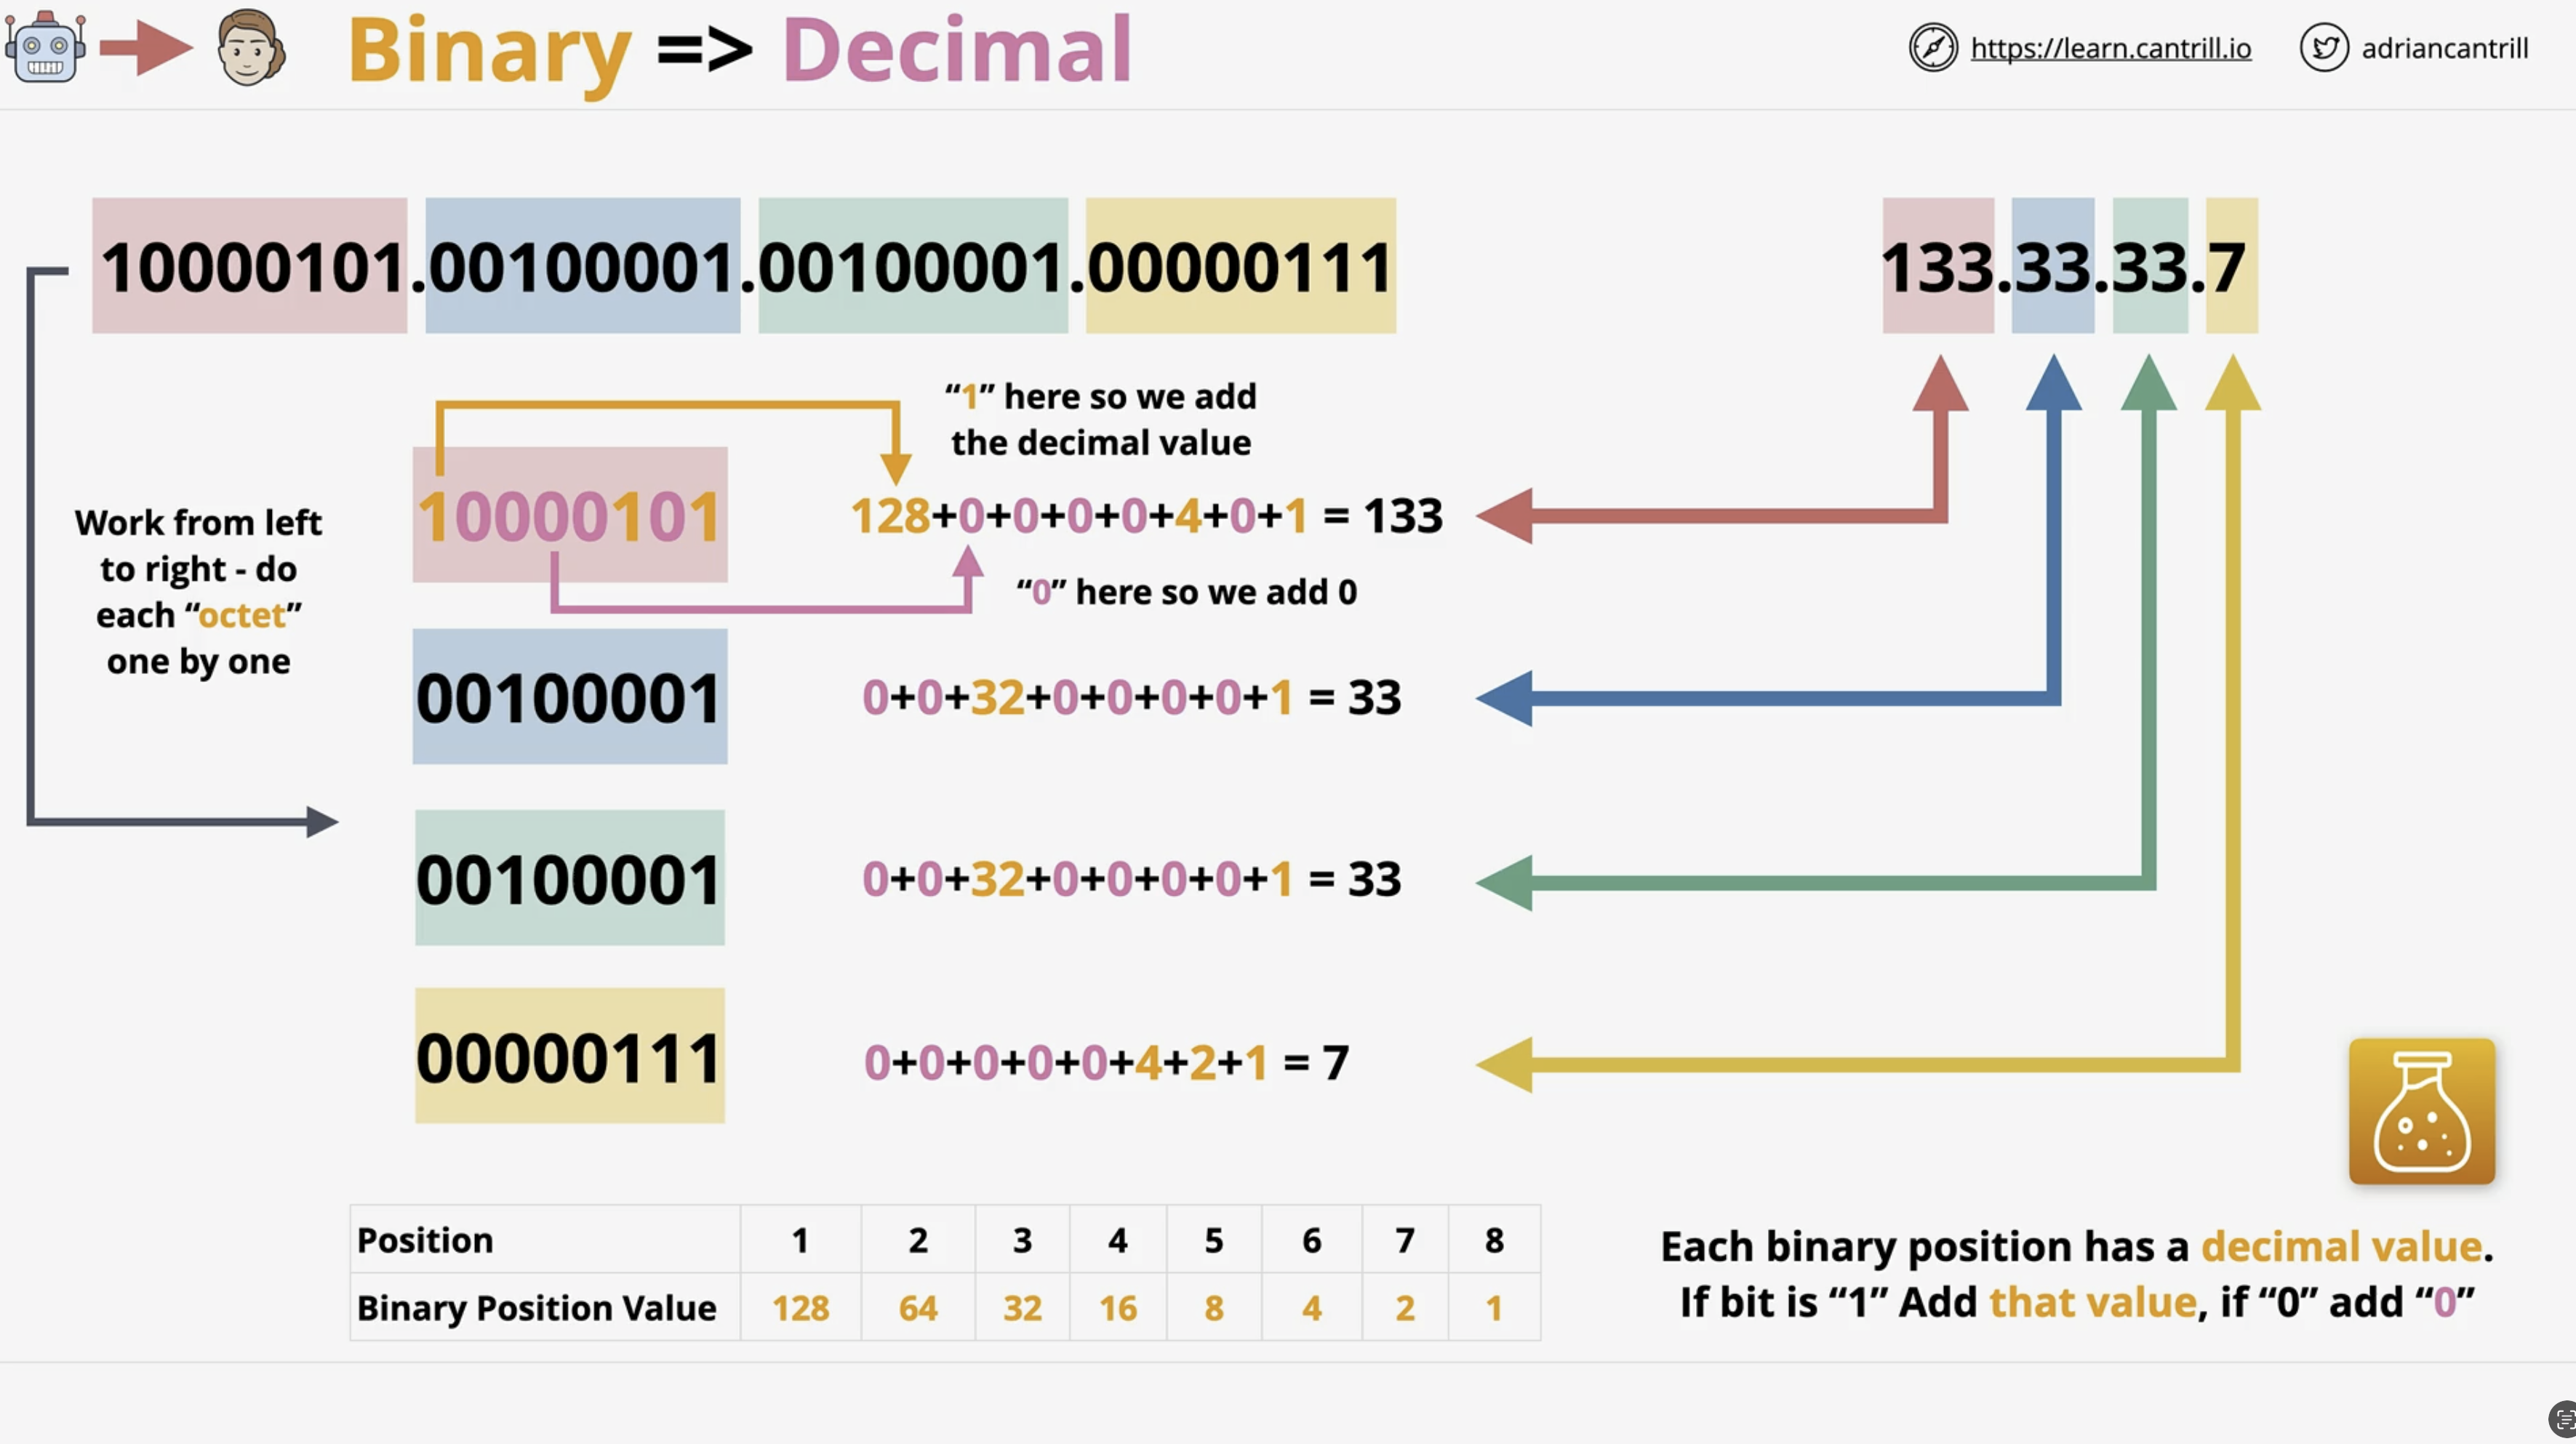 Binary => Decimal
https://learn.cantrill.io
adriancantrill
10000101.00100001.00100001.00000111
133.33.33.7
“1” here so we add
the decimal value
10000101
128+0+0+0+0+4+0+1 = 133
“0” here so we add 0
Work from left
to right - do
each “octet”
one by one
00100001
0+0+32+0+0+0+0+1 = 33
00100001
0+0+32+0+0+0+0+1 = 33
00000111
0+0+0+0+0+4+2+1 = 7
Position 1 2 3 4 5 6 7 8
Binary Position Value 128 64 32 16 8 4 2 1
Each binary position has a decimal value.
If bit is “1” Add that value, if “0” add “0”